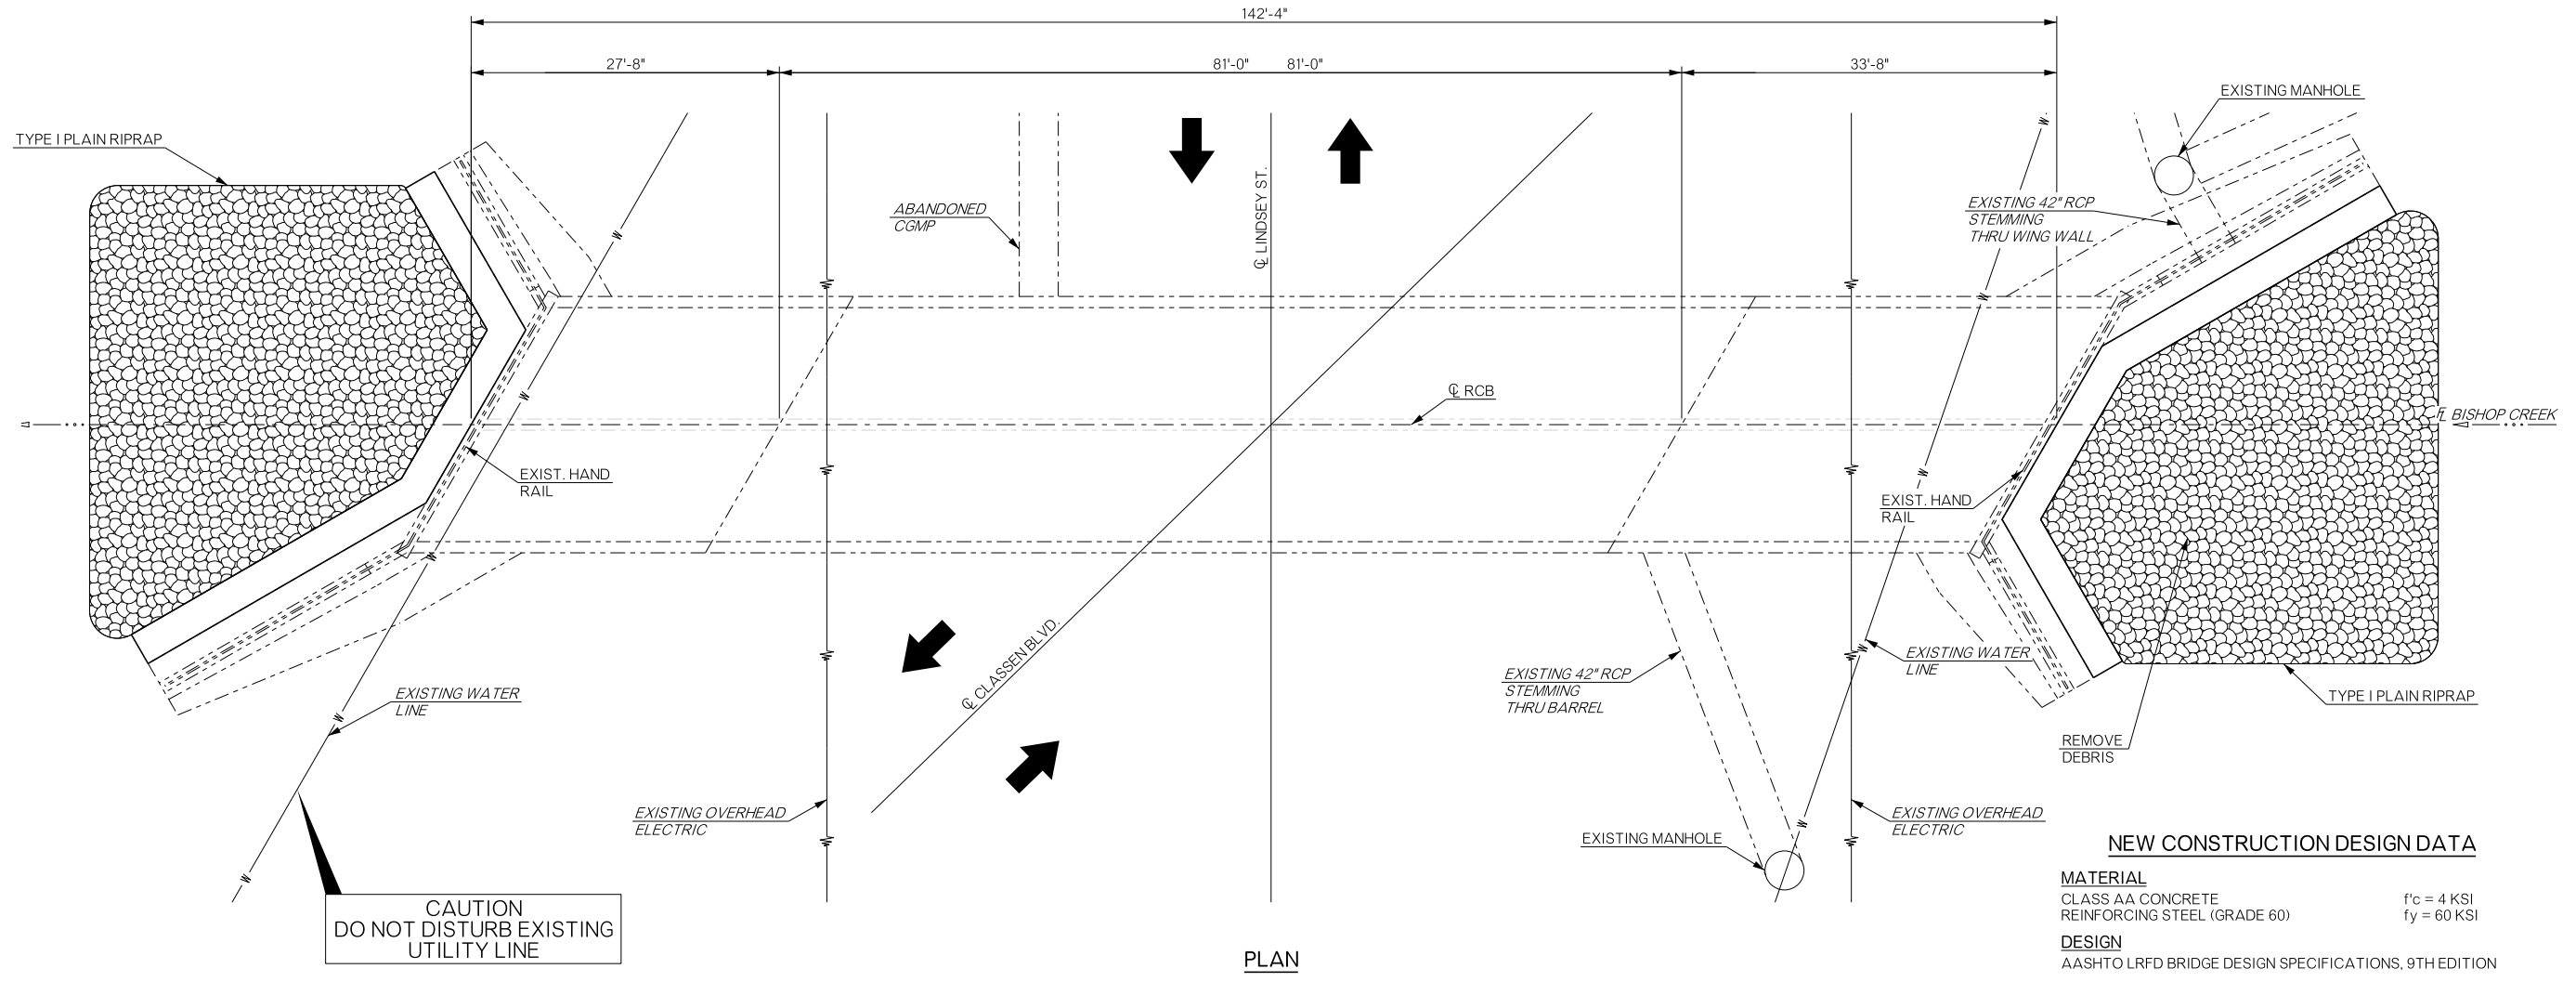 142'-4"
27'-8"
81'-0"
81'-0"
33'-8"
EXISTING MANHOLE
TYPE I PLAIN RIPRAP
ABANDONED
CGMP
℄ LINDSEY ST.
EXISTING 42" RCP
STEMMING
THRU WING WALL
W
W
W
W
W
W
W
W
W
W
W
W
℄ RCB
℄ BISHOP CREEK
EXIST. HAND
RAIL
EXIST. HAND
RAIL
℄ CLASSEN BLVD.
EXISTING WATER
LINE
EXISTING 42" RCP
STEMMING
THRU BARREL
EXISTING WATER
LINE
TYPE I PLAIN RIPRAP
REMOVE
DEBRIS
EXISTING OVERHEAD
ELECTRIC
EXISTING MANHOLE
EXISTING OVERHEAD
ELECTRIC
CAUTION
DO NOT DISTURB EXISTING
UTILITY LINE
PLAN
NEW CONSTRUCTION DESIGN DATA
MATERIAL
CLASS AA CONCRETE f'c = 4 KSI
REINFORCING STEEL (GRADE 60) fy = 60 KSI
DESIGN
AASHTO LRFD BRIDGE DESIGN SPECIFICATIONS, 9TH EDITION